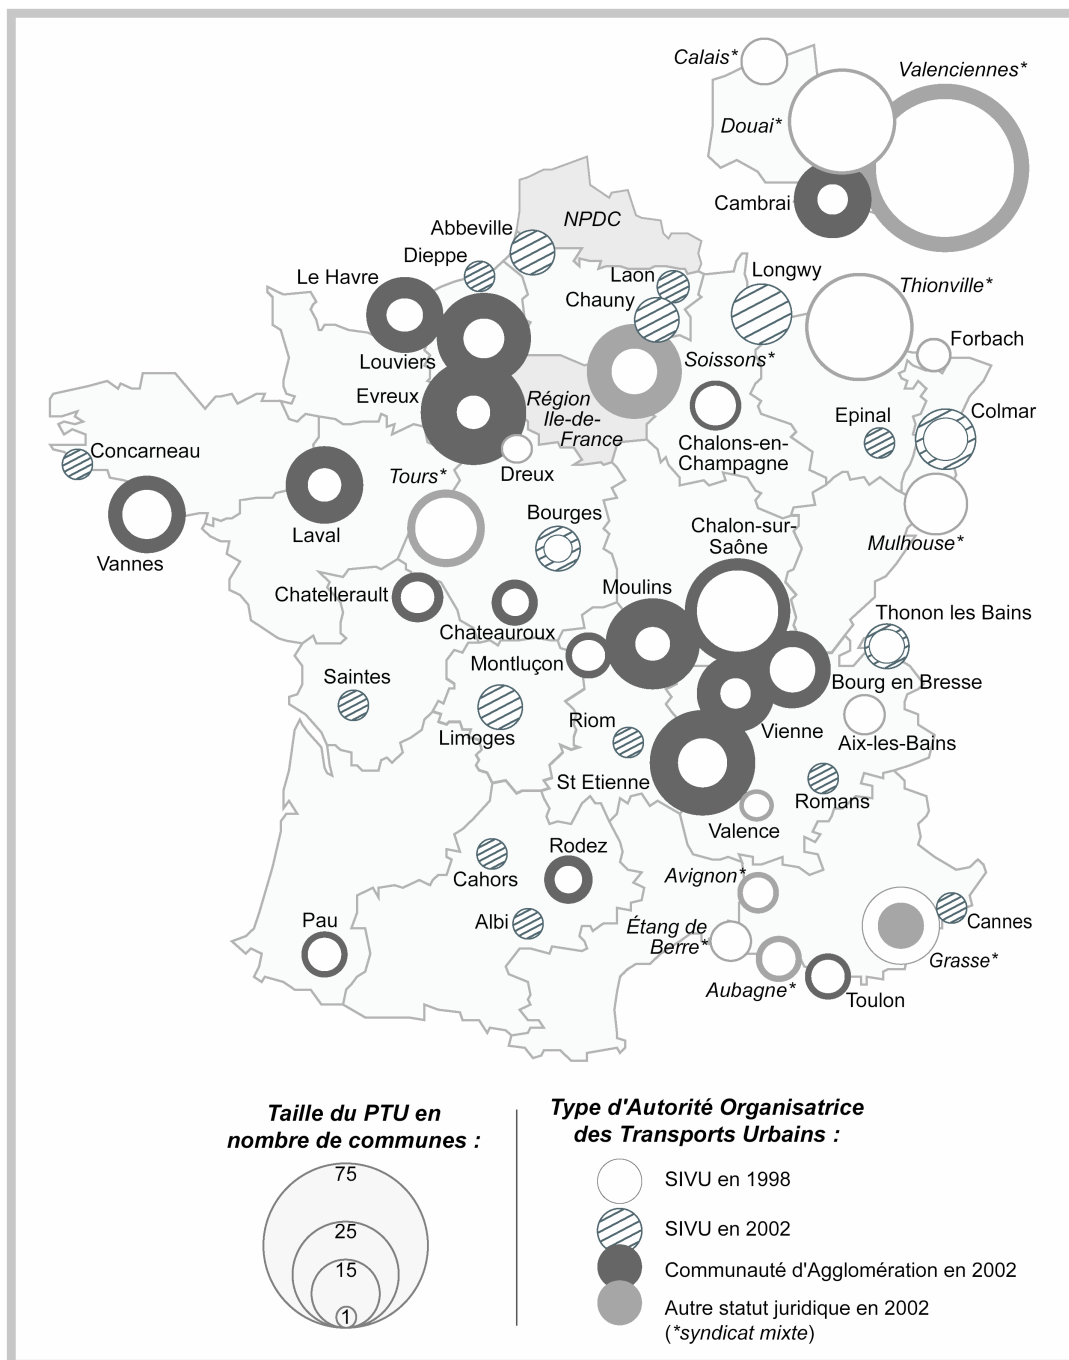 Calais*
Valenciennes*
Douai*
Cambrai
NPDC
Abbeville
Dieppe
Le Havre
Laon
Longwy
Chauny
Thionville*
Louviers
Forbach
Soissons*
Evreux
Région
Ile-de-
France
Epinal
Colmar
Chalons-en-
Champagne
Concarneau
Tours*
Dreux
Vannes
Laval
Bourges
Chalon-sur-
Saône
Mulhouse*
Chatellerault
Moulins
Thonon les Bains
Chateauroux
Montluçon
Saintes
Bourg en Bresse
Limoges
Riom
Vienne
Aix-les-Bains
St Etienne
Romans
Valence
Rodez
Cahors
Avignon*
Albi
Pau
Étang de
Berre*
Cannes
Grasse*
Aubagne*
Toulon
Taille du PTU en
nombre de communes :
75
25
15
1
Type d'Autorité Organisatrice
des Transports Urbains :
SIVU en 1998
SIVU en 2002
Communauté d'Agglomération en 2002
Autre statut juridique en 2002
(*syndicat mixte)